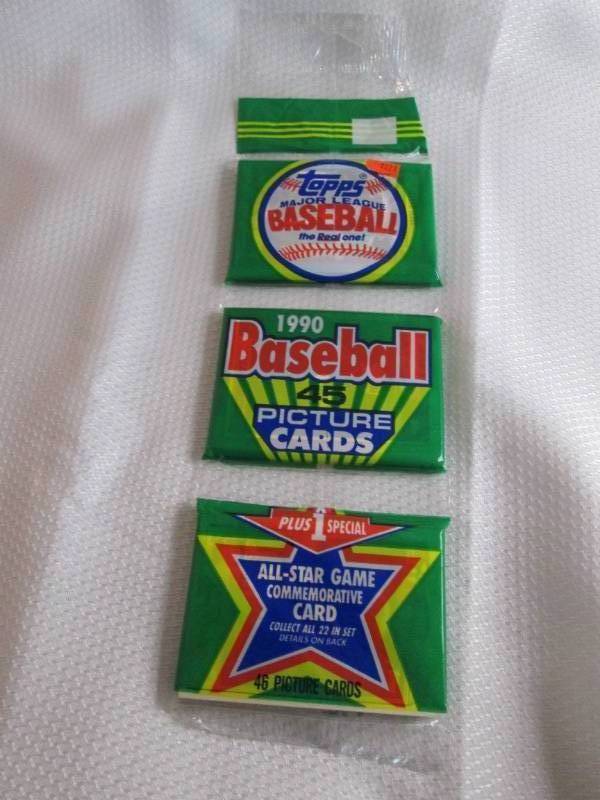 Topps®
MAJOR LEAGUE
BASEBALL
the Real one!
1990
Baseball
45
PICTURE
CARDS
PLUS 1 SPECIAL
ALL-STAR GAME
COMMEMORATIVE
CARD
COLLECT ALL 22 IN SET
DETAILS ON BACK
46 PICTURE CARDS